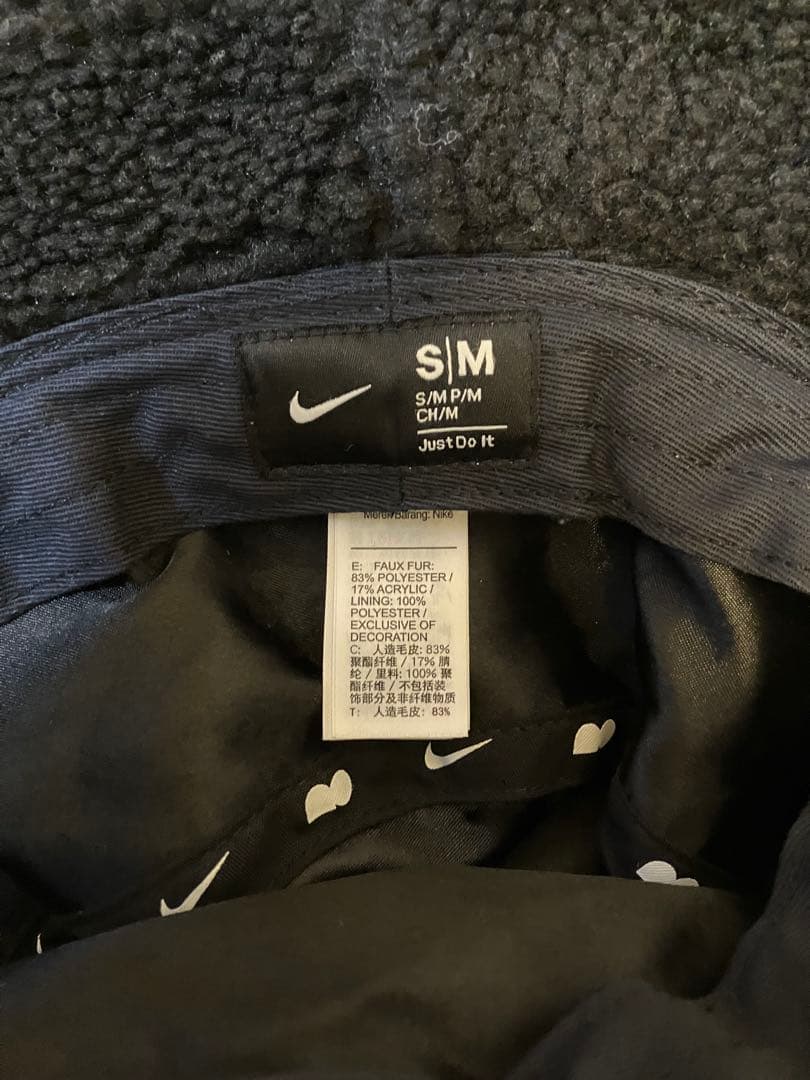 S|M
S/M P/M
CH/M
Just Do It
Merek/Barang: Nike
E: FAUX FUR:
83% POLYESTER /
17% ACRYLIC /
LINING: 100%
POLYESTER /
EXCLUSIVE OF
DECORATION
C: 人造毛皮: 83%
聚酯纤维 / 17% 腈
纶 / 里料: 100% 聚
酯纤维 / 不包括装
饰部分及非纤维物质
T: 人造毛皮: 83%